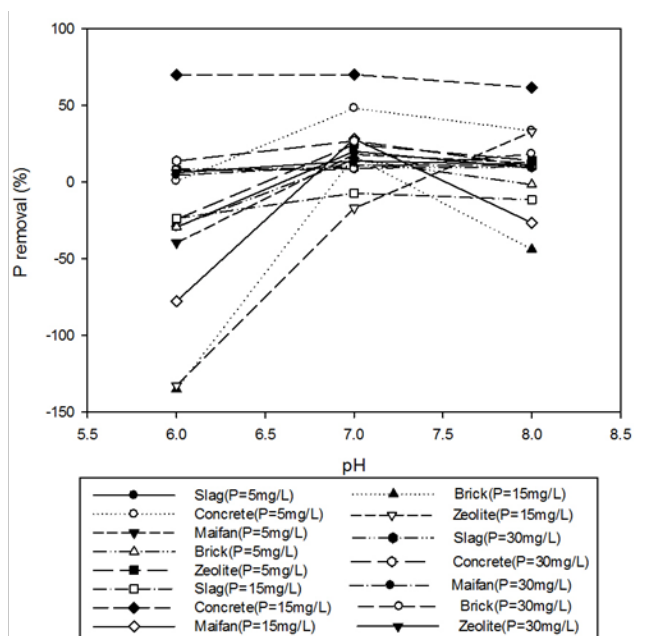 100
50
0
-50
-100
-150
P removal (%)
5.5 6.0 6.5 7.0 7.5 8.0 8.5
pH
Slag(P=5mg/L)
Concrete(P=5mg/L)
Maifan(P=5mg/L)
Brick(P=5mg/L)
Zeolite(P=5mg/L)
Slag(P=15mg/L)
Concrete(P=15mg/L)
Maifan(P=15mg/L)
Brick(P=15mg/L)
Zeolite(P=15mg/L)
Slag(P=30mg/L)
Concrete(P=30mg/L)
Maifan(P=30mg/L)
Brick(P=30mg/L)
Zeolite(P=30mg/L)